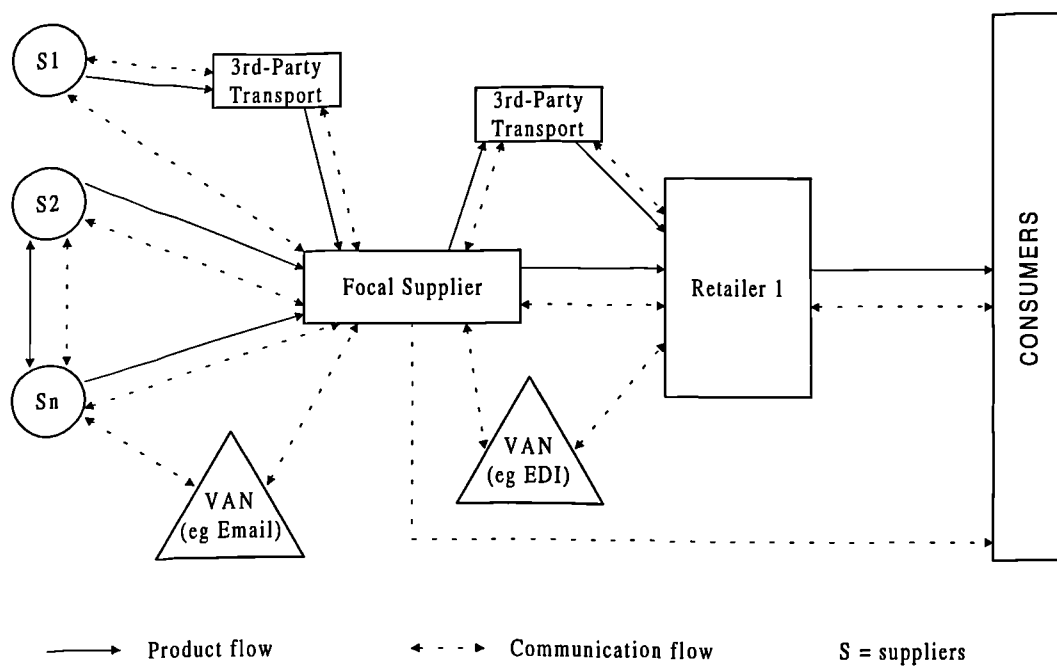 S1
3rd-Party
Transport
3rd-Party
Transport
S2
Focal Supplier
Retailer 1
CONSUMERS
Sn
VAN
(eg EDI)
VAN
(eg Email)
Product flow
Communication flow
S = suppliers